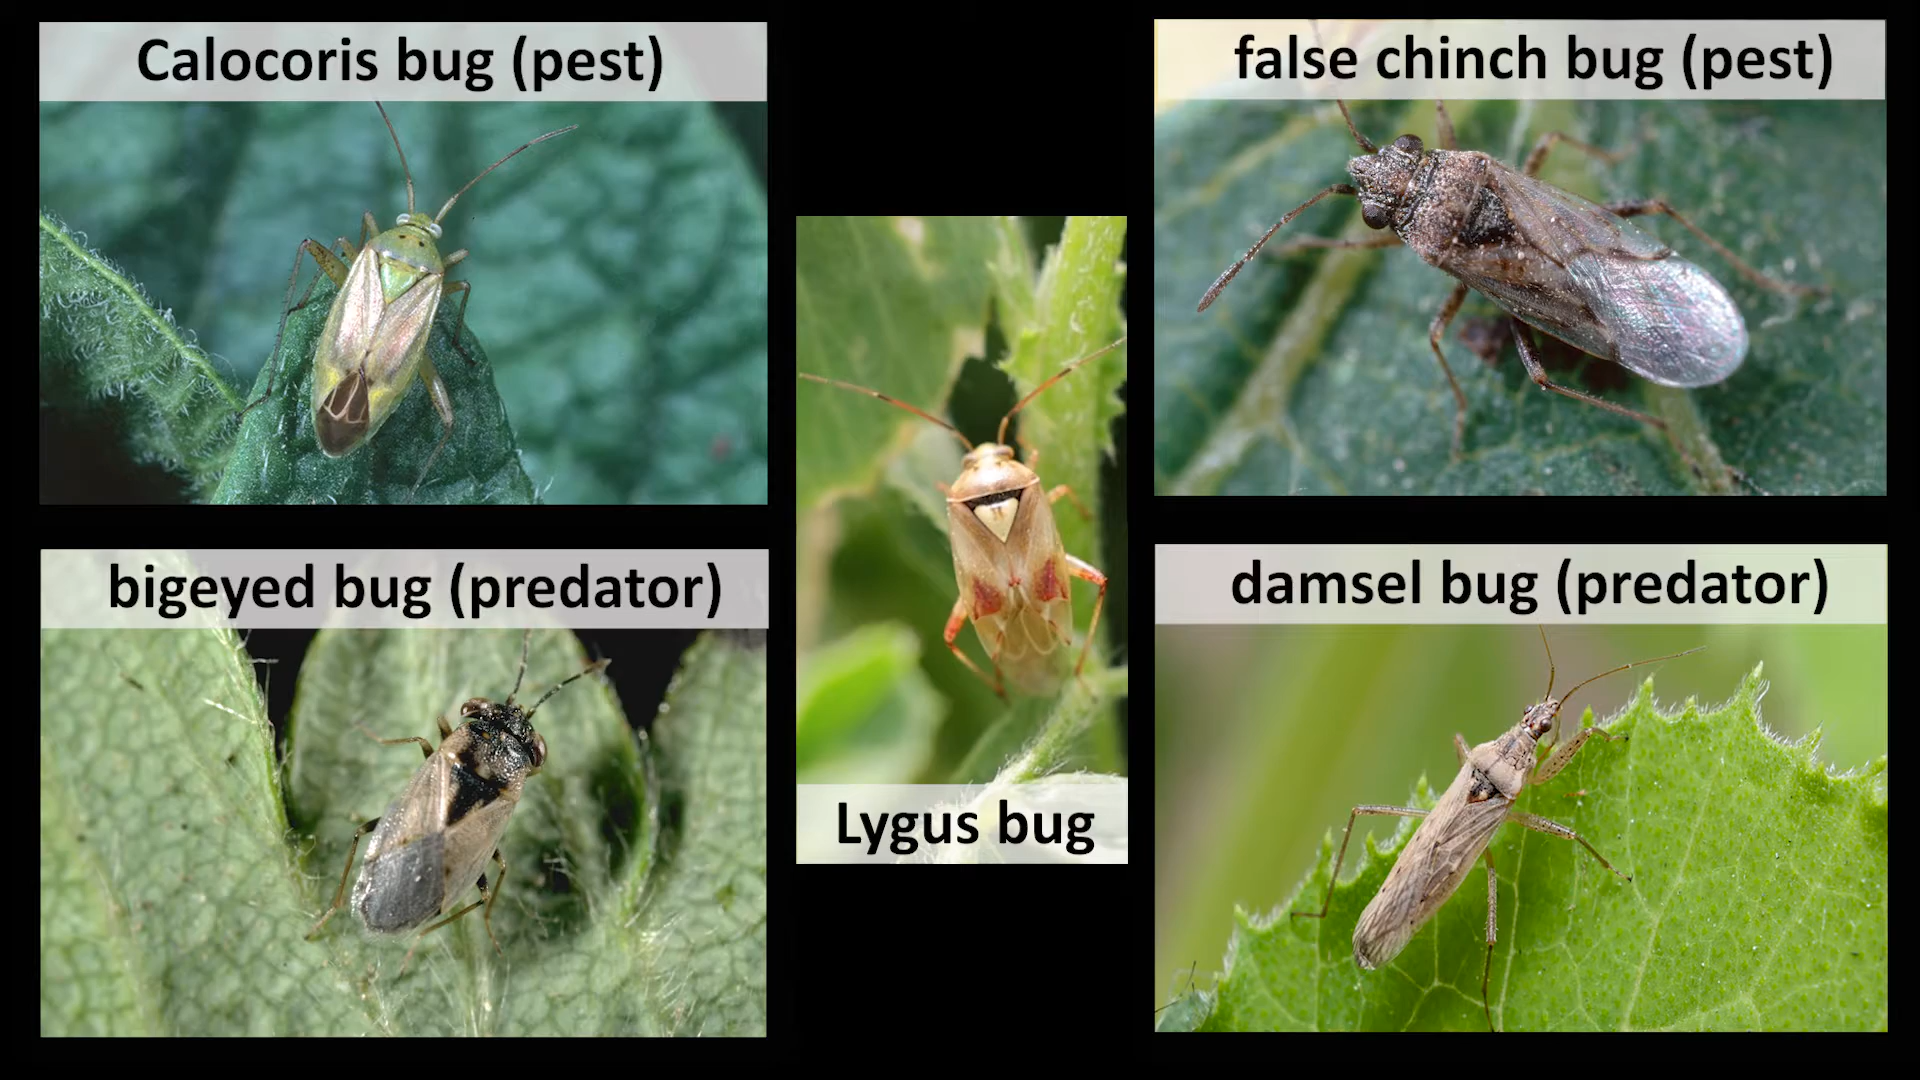 Calocoris bug (pest)
false chinch bug (pest)
bigeyed bug (predator)
Lygus bug
damsel bug (predator)